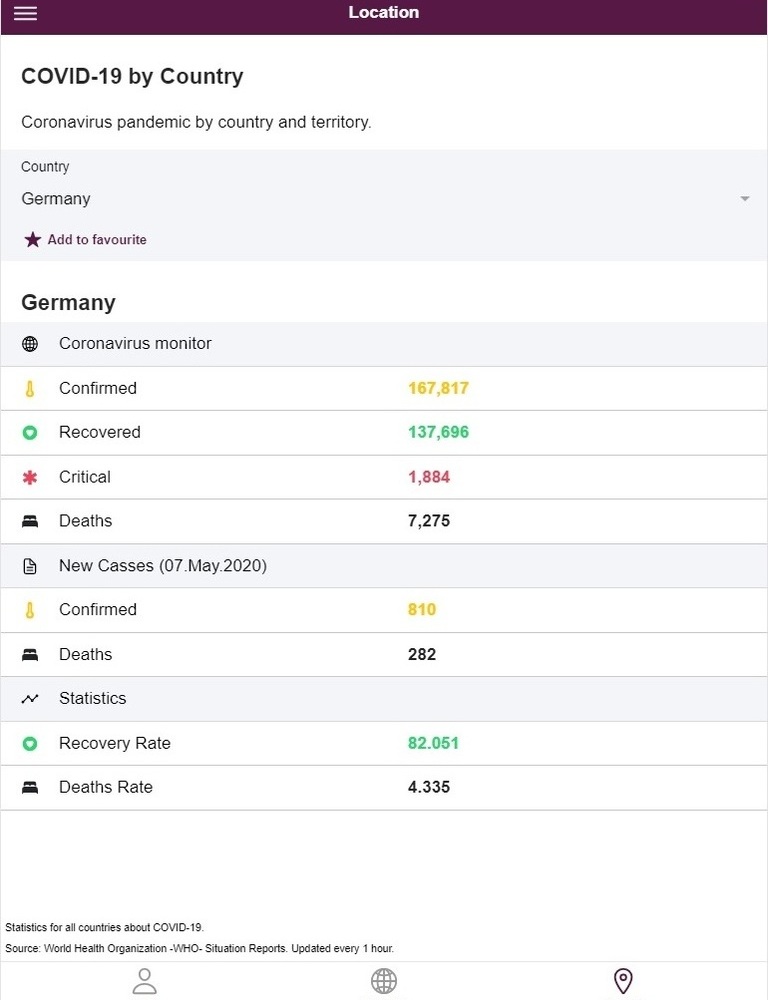 Location
COVID-19 by Country
Coronavirus pandemic by country and territory.
Country
Germany
Add to favourite
Germany
Coronavirus monitor
Confirmed 167,817
Recovered 137,696
Critical 1,884
Deaths 7,275
New Casses (07.May.2020)
Confirmed 810
Deaths 282
Statistics
Recovery Rate 82.051
Deaths Rate 4.335
Statistics for all countries about COVID-19.
Source: World Health Organization -WHO- Situation Reports. Updated every 1 hour.